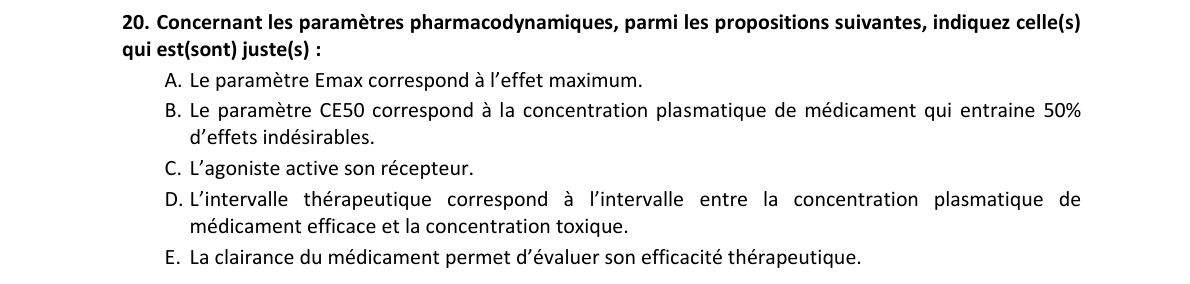 20. Concernant les paramètres pharmacodynamiques, parmi les propositions suivantes, indiquez celle(s)
qui est(sont) juste(s) :
A. Le paramètre Emax correspond à l’effet maximum.
B. Le paramètre CE50 correspond à la concentration plasmatique de médicament qui entraine 50%
d’effets indésirables.
C. L’agoniste active son récepteur.
D. L’intervalle thérapeutique correspond à l’intervalle entre la concentration plasmatique de
médicament efficace et la concentration toxique.
E. La clairance du médicament permet d’évaluer son efficacité thérapeutique.